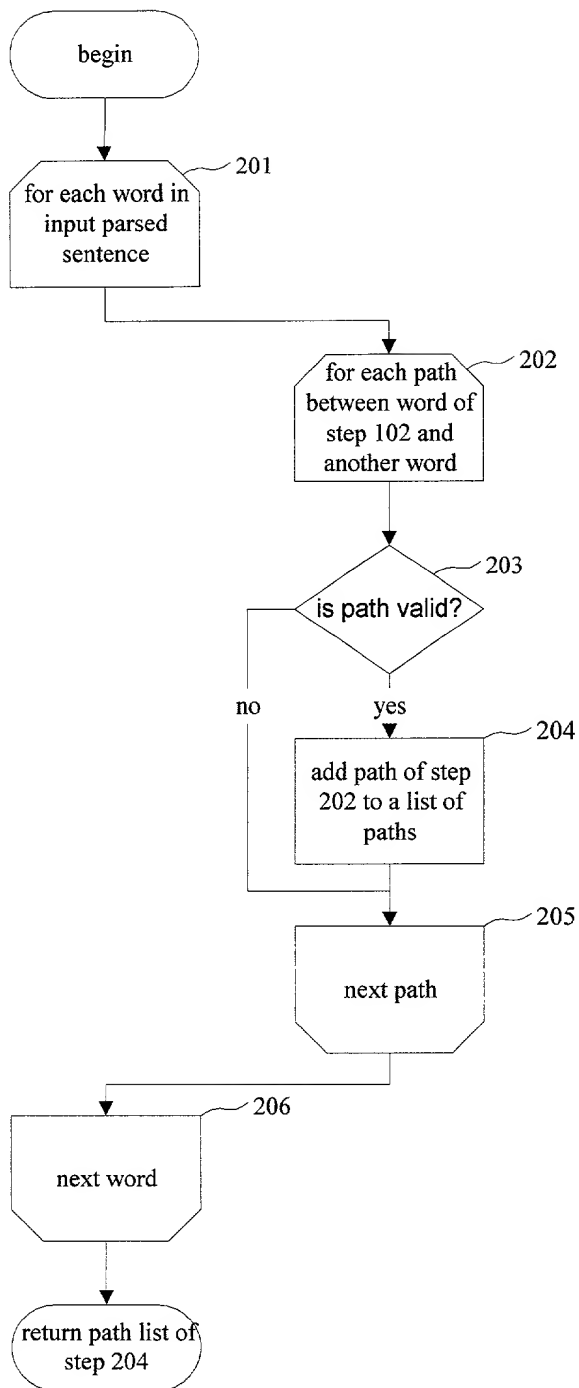 begin
201
for each word in
input parsed
sentence
202
for each path
between word of
step 102 and
another word
203
is path valid?
no
yes
204
add path of step
202 to a list of
paths
205
next path
206
next word
return path list of
step 204